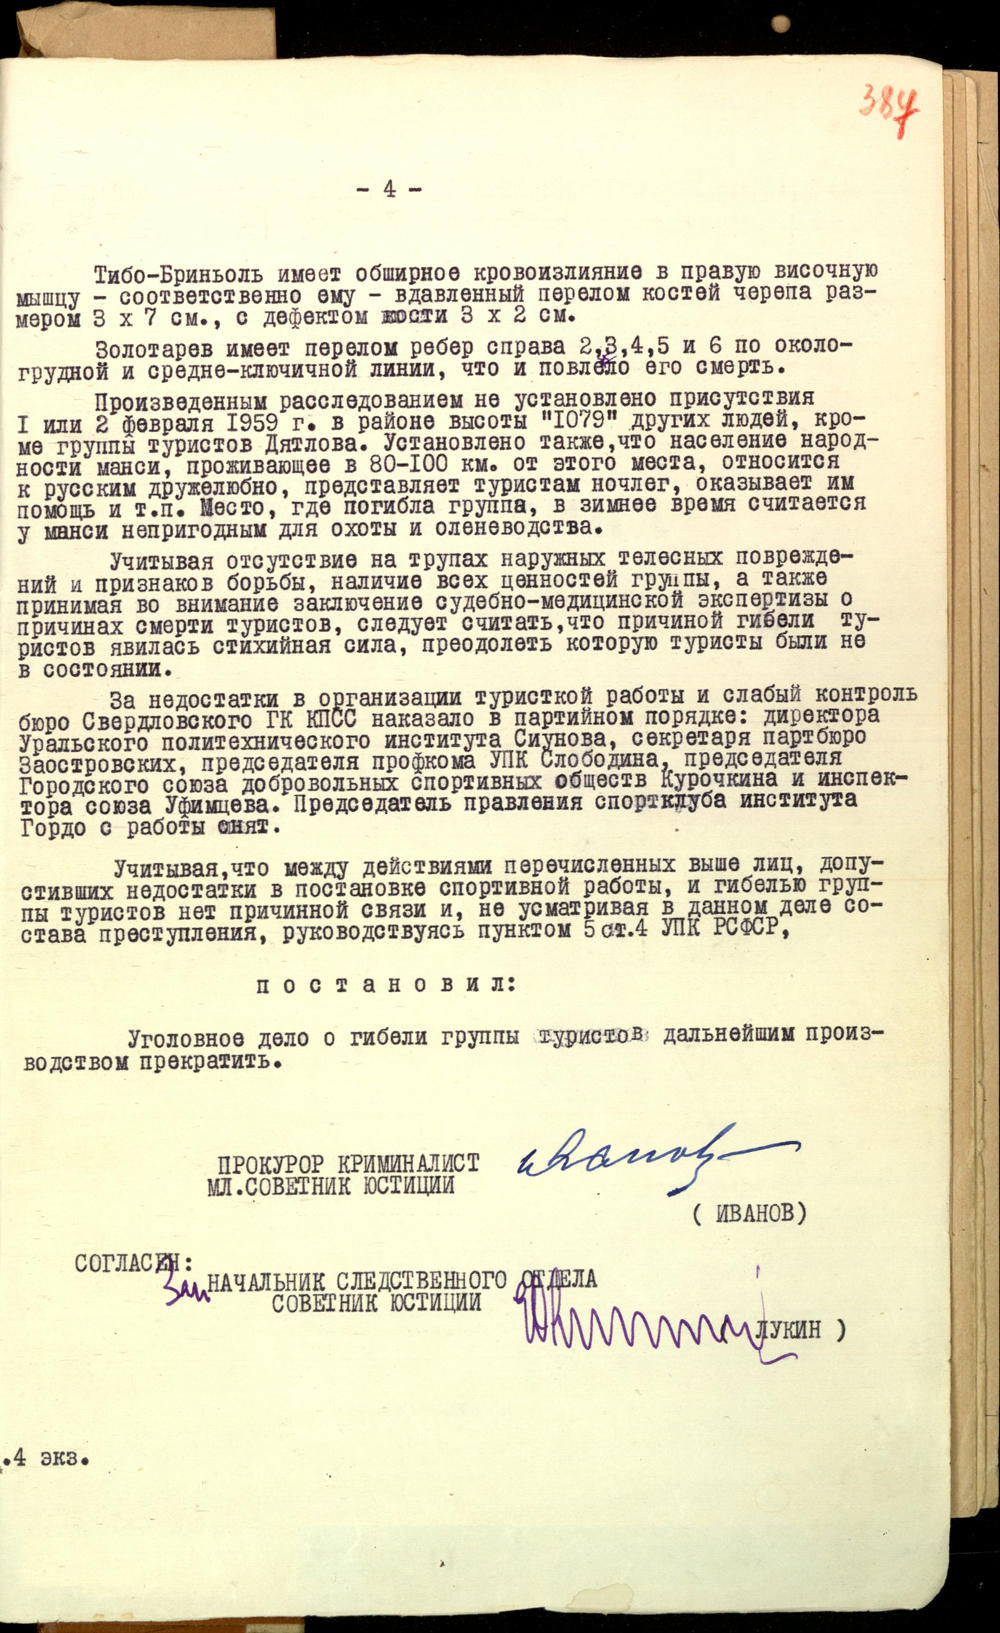 387
- 4 -
Тибо-Бриньоль имеет обширное кровоизлияние в правую височную
мышцу - соответственно ему - вдавленный перелом костей черепа раз-
мером 3 х 7 см., с дефектом кости 3 х 2 см.
Золотарев имеет перелом ребер справа 2,3,4,5 и 6 по около-
грудной и средне-ключичной линии, что и повлекло его смерть.
Произведенным расследованием не установлено присутствия
I или 2 февраля I959 г. в районе высоты "I079" других людей, кро-
ме группы туристов Дятлова. Установлено также,что население народ-
ности манси, проживающее в 80-I00 км. от этого места, относится
к русским дружелюбно, представляет туристам ночлег, оказывает им
помощь и т.п. Место, где погибла группа, в зимнее время считается
у манси непригодным для охоты и оленеводства.
Учитывая отсутствие на трупах наружных телесных поврежде-
ний и признаков борьбы, наличие всех ценностей группы, а также
принимая во внимание заключение судебно-медицинской экспертизы о
причинах смерти туристов, следует считать,что причиной гибели ту-
ристов явилась стихийная сила, преодолеть которую туристы были не
в состоянии.
За недостатки в организации туристкой работы и слабый контроль
бюро Свердловского ГК КПСС наказало в партийном порядке: директора
Уральского политехнического института Сиунова, секретаря партбюро
Заостровских, председателя профкома УПК Слободина, председателя
Городского союза добровольных спортивных обществ Курочкина и инспек-
тора союза Уфимцева. Председатель правления спортклуба института
Гордо с работы снят.
Учитывая,что между действиями перечисленных выше лиц, допу-
стивших недостатки в постановке спортивной работы, и гибелью груп-
пы туристов нет причинной связи и, не усматривая в данном деле со-
става преступления, руководствуясь пунктом 5 ст.4 УПК РСФСР,
п о с т а н о в и л:
Уголовное дело о гибели группы туристов дальнейшим произ-
водством прекратить.
ПРОКУРОР КРИМИНАЛИСТ Иванов
МЛ.СОВЕТНИК ЮСТИЦИИ
( ИВАНОВ)
СОГЛАСЕН:
Зам НАЧАЛЬНИК СЛЕДСТВЕННОГО ОТДЕЛА
СОВЕТНИК ЮСТИЦИИ
( ЛУКИН )
.4 экз.